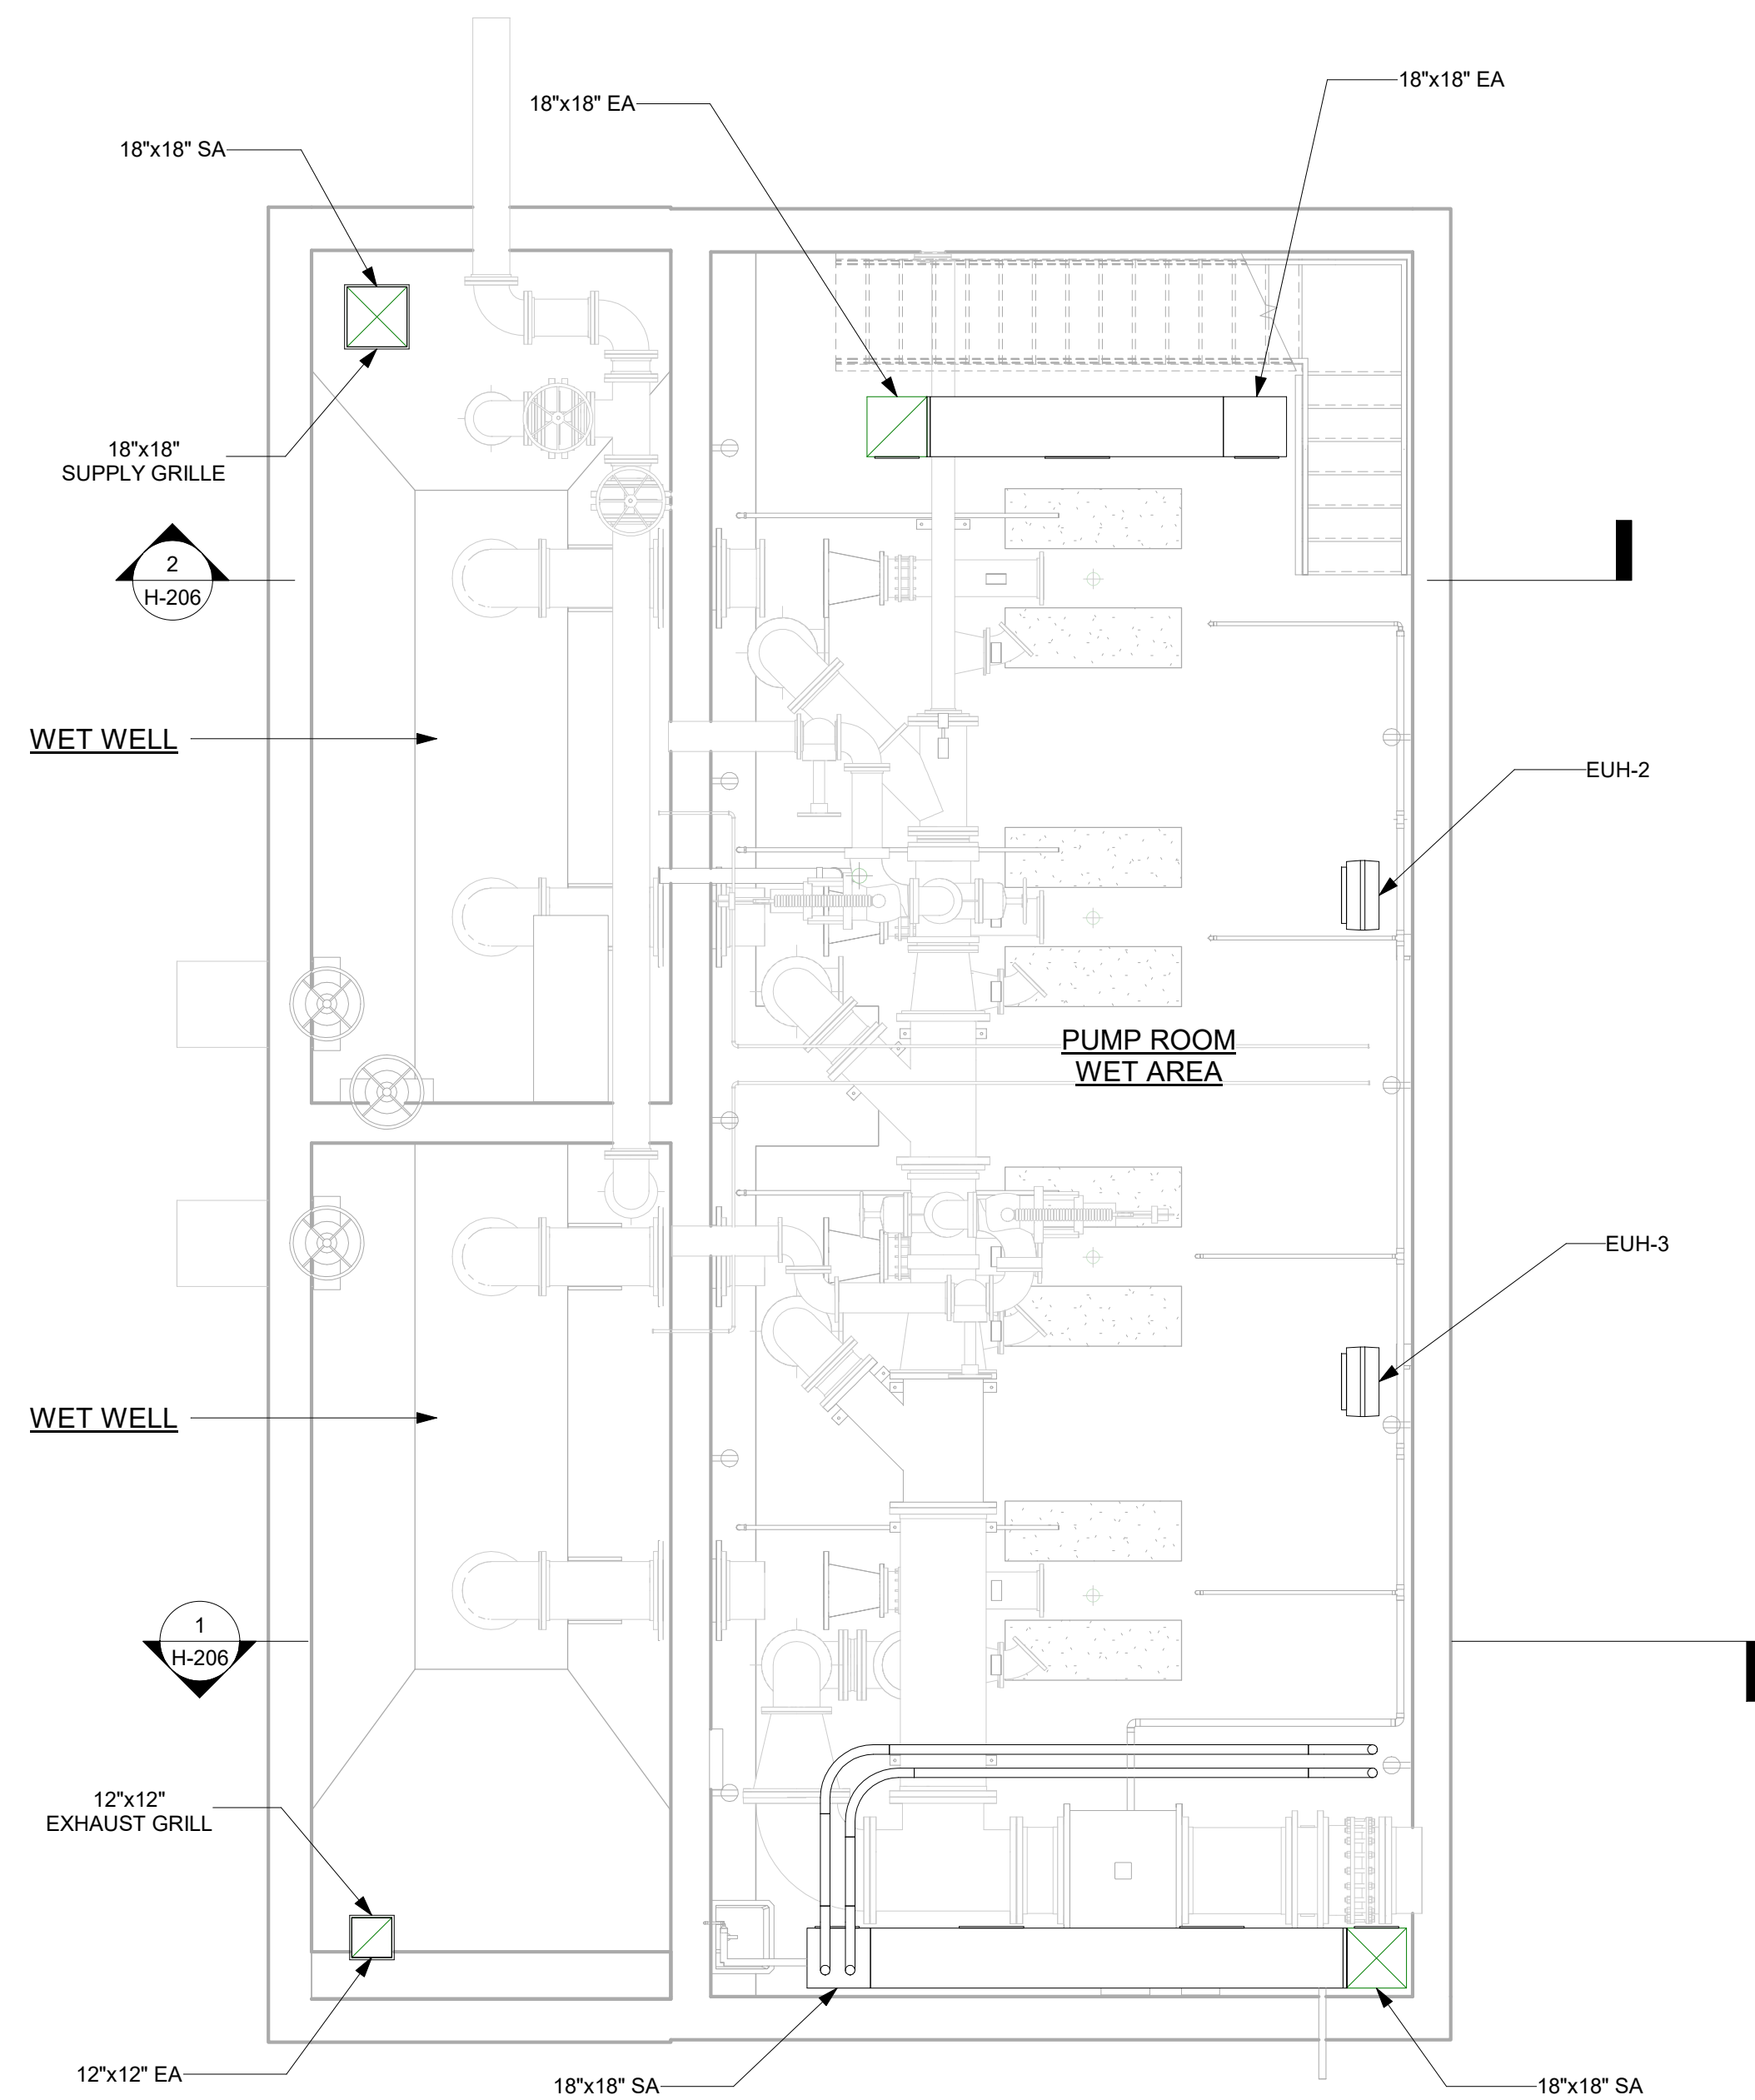 18"x18" EA
18"x18" EA
18"x18" SA
18"x18"
SUPPLY GRILLE
2
H-206
WET WELL
EUH-2
PUMP ROOM
WET AREA
EUH-3
WET WELL
1
H-206
12"x12"
EXHAUST GRILL
12"x12" EA
18"x18" SA
18"x18" SA